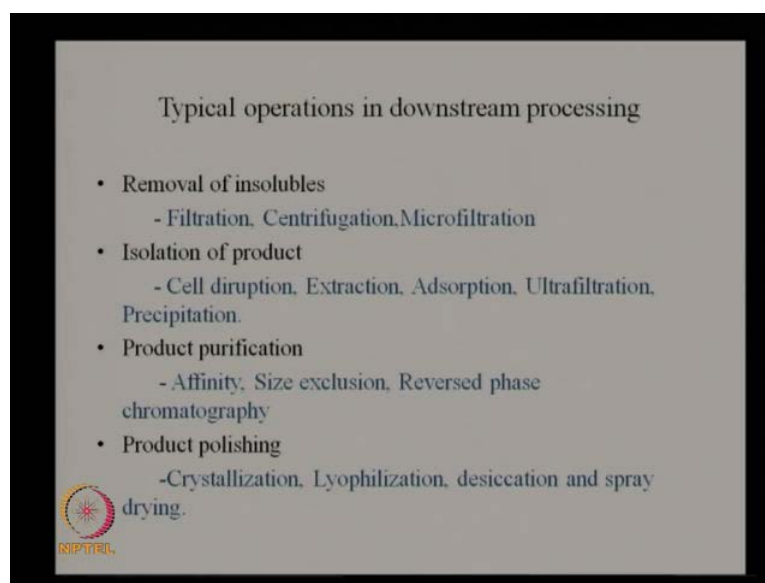 Typical operations in downstream processing
• Removal of insolubles
- Filtration, Centrifugation,Microfiltration
• Isolation of product
- Cell diruption, Extraction, Adsorption, Ultrafiltration,
Precipitation.
• Product purification
- Affinity, Size exclusion, Reversed phase
chromatography
• Product polishing
-Crystallization, Lyophilization, desiccation and spray
drying.
NPTEL